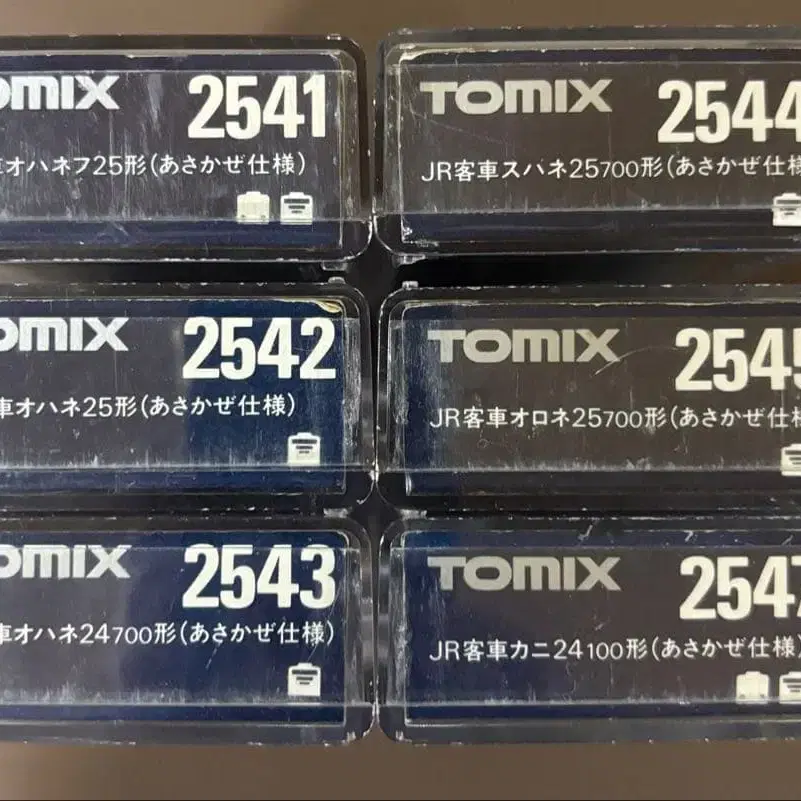 OMIX 2541
車オハネフ25形(あさかぜ仕様)
TOMIX 2544
JR客車スハネ25700形(あさかぜ仕様
OMIX 2542
車オハネ25形(あさかぜ仕様)
TOMIX 2545
JR客車オロネ25700形(あさかぜ仕様
OMIX 2543
車オハネ24700形(あさかぜ仕様)
TOMIX 2547
JR客車カニ24100形(あさかぜ仕様)